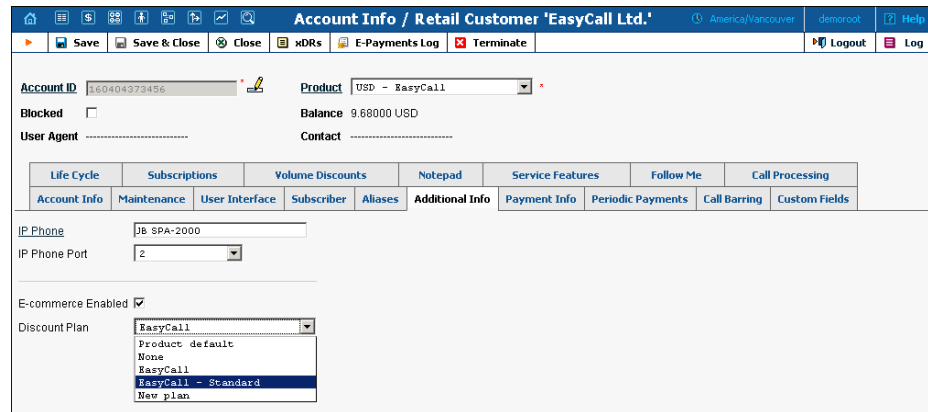 Account Info / Retail Customer 'EasyCall Ltd.' America/Vancouver demoroot ? Help
Save Save & Close Close xDRs E-Payments Log Terminate Logout Log
Account ID 160404373456 * Product USD - EasyCall *
Blocked Balance 9.68000 USD
User Agent --------------------------- Contact ---------------------------
Life Cycle Subscriptions Volume Discounts Notepad Service Features Follow Me Call Processing
Account Info Maintenance User Interface Subscriber Aliases Additional Info Payment Info Periodic Payments Call Barring Custom Fields
IP Phone JB SPA-2000
IP Phone Port 2
E-commerce Enabled
Discount Plan EasyCall
Product default
None
EasyCall
EasyCall - Standard
New plan